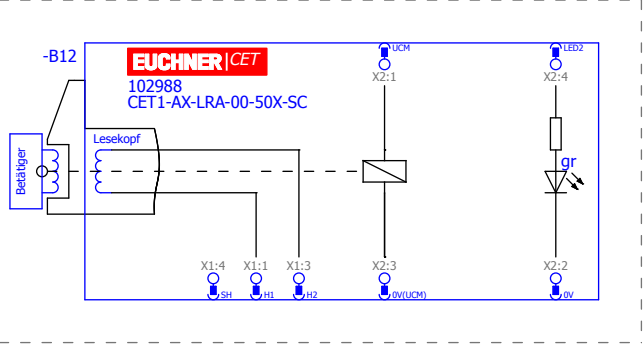 -B12
EUCHNER CET
102988
CET1-AX-LRA-00-50X-SC
UCM
X2:1
LED2
X2:4
Betätiger
Lesekopf
gr
X1:4
X1:1
X1:3
X2:3
X2:2
SH
H1
H2
0V(UCM)
0V